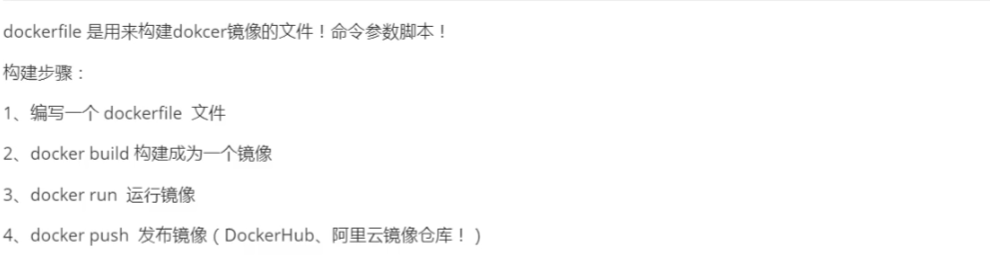 dockerfile 是用来构建dokcer镜像的文件！命令参数脚本！
构建步骤：
1、编写一个 dockerfile 文件
2、docker build 构建成为一个镜像
3、docker run 运行镜像
4、docker push 发布镜像（DockerHub、阿里云镜像仓库！）